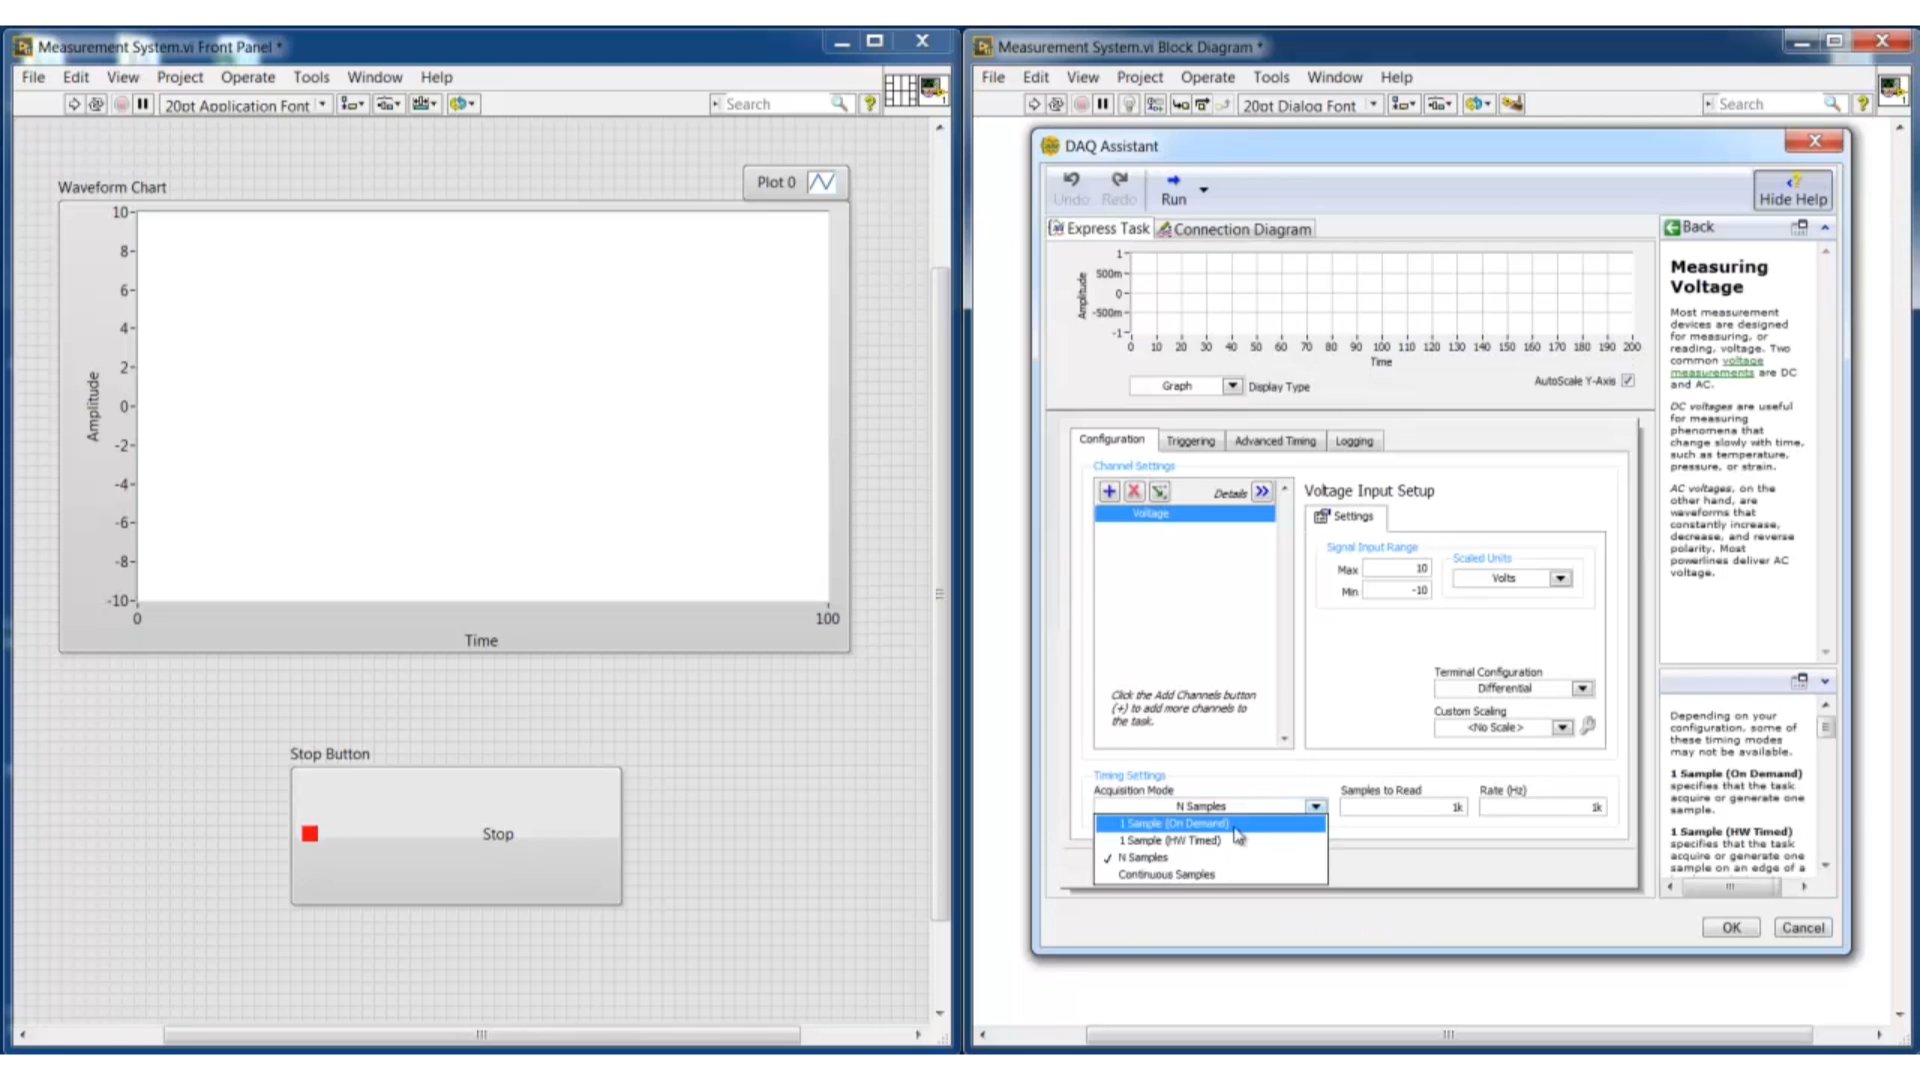 Measurement System.vi Front Panel *
File Edit View Project Operate Tools Window Help
20pt Application Font
Search
Waveform Chart
Plot 0
10
8
6
4
2
0
-2
-4
-6
-8
-10
Amplitude
0
100
Time
Stop Button
Stop
Measurement System.vi Block Diagram *
File Edit View Project Operate Tools Window Help
20pt Dialog Font
Search
DAQ Assistant
Undo Redo Run Hide Help
Express Task Connection Diagram
Back
1
500m
0
-500m
-1
Amplitude
0 10 20 30 40 50 60 70 80 90 100 110 120 130 140 150 160 170 180 190 200
Time
Graph Display Type
AutoScale Y-Axis
Configuration Triggering Advanced Timing Logging
Channel Settings
Details
Voltage
Click the Add Channels button
(+) to add more channels to
the task.
Voltage Input Setup
Settings
Signal Input Range
Max 10
Min -10
Scaled Units
Volts
Terminal Configuration
Differential
Custom Scaling
<No Scale>
Timing Settings
Acquisition Mode Samples to Read Rate (Hz)
N Samples 1k 1k
1 Sample (On Demand)
1 Sample (HW Timed)
N Samples
Continuous Samples
Measuring
Voltage
Most measurement
devices are designed
for measuring, or
reading, voltage. Two
common voltage
measurements are DC
and AC.
DC voltages are useful
for measuring
phenomena that
change slowly with time,
such as temperature,
pressure, or strain.
AC voltages, on the
other hand, are
waveforms that
constantly increase,
decrease, and reverse
polarity. Most
powerlines deliver AC
voltage.
Depending on your
configuration, some of
these timing modes
may not be available.
1 Sample (On Demand)
specifies that the task
acquire or generate one
sample.
1 Sample (HW Timed)
specifies that the task
acquire or generate one
sample on an edge of a
OK Cancel